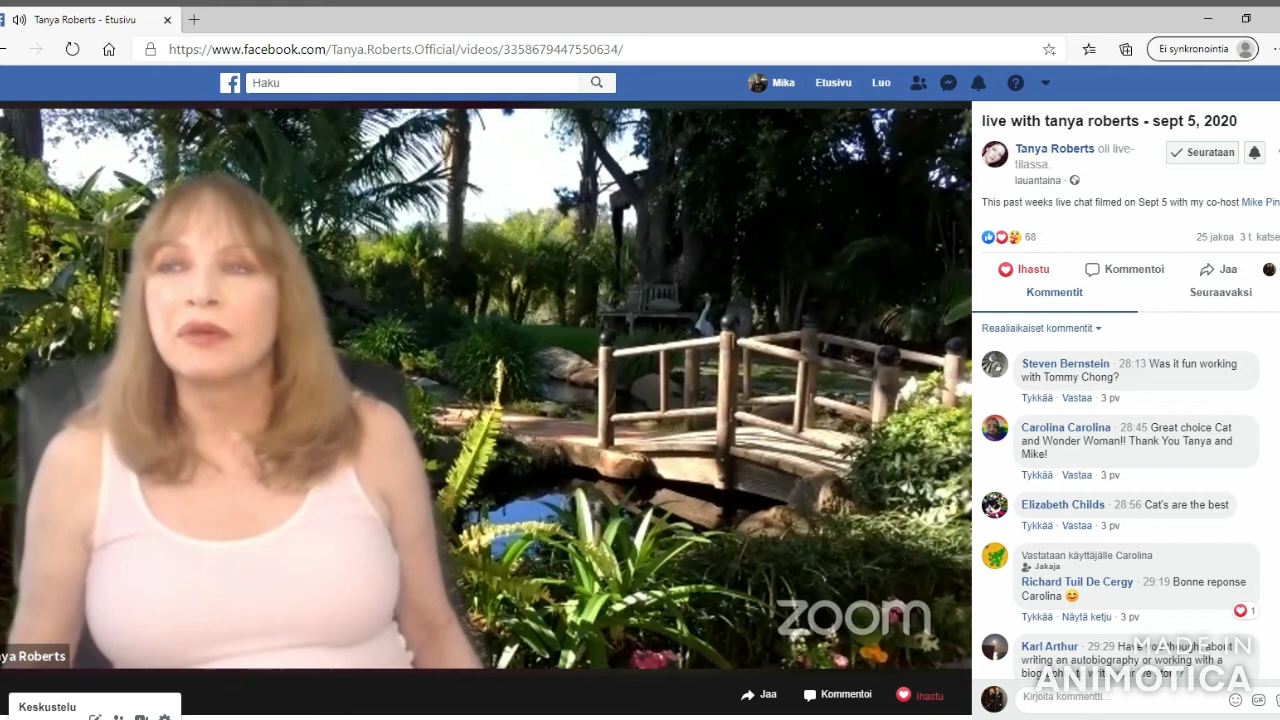 Tanya Roberts - Etusivu
https://www.facebook.com/Tanya.Roberts.Official/videos/3358679447550634/
Ei synkronointia
Haku
Mika Etusivu Luo
live with tanya roberts - sept 5, 2020
Tanya Roberts oli live-
tilassa.
Seurataan
lauantaina ·
This past weeks live chat filmed on Sept 5 with my co-host Mike Pin
68 25 jakoa 3 t. katse
Ihastu Kommentoi Jaa
Kommentit Seuraavaksi
Reaaliaikaiset kommentit
Steven Bernstein · 28:13 Was it fun working
with Tommy Chong?
Tykkää · Vastaa · 3 pv
Carolina Carolina · 28:45 Great choice Cat
and Wonder Woman!! Thank You Tanya and
Mike!
Tykkää · Vastaa · 3 pv
Elizabeth Childs · 28:56 Cat's are the best
Tykkää · Vastaa · 3 pv
Vastataan käyttäjälle Carolina
Jakaja
Richard Tuil De Cergy · 29:19 Bonne reponse
Carolina 😊
1
Tykkää · Näytä ketju · 3 pv
Karl Arthur · 29:29 Have you though about
writing an autobiography or working with a
Kirjoita kommentti...
GIF
zoom
nya Roberts
Jaa Kommentoi Ihastu
Keskustelu
MADE IN
ANIMOTICA